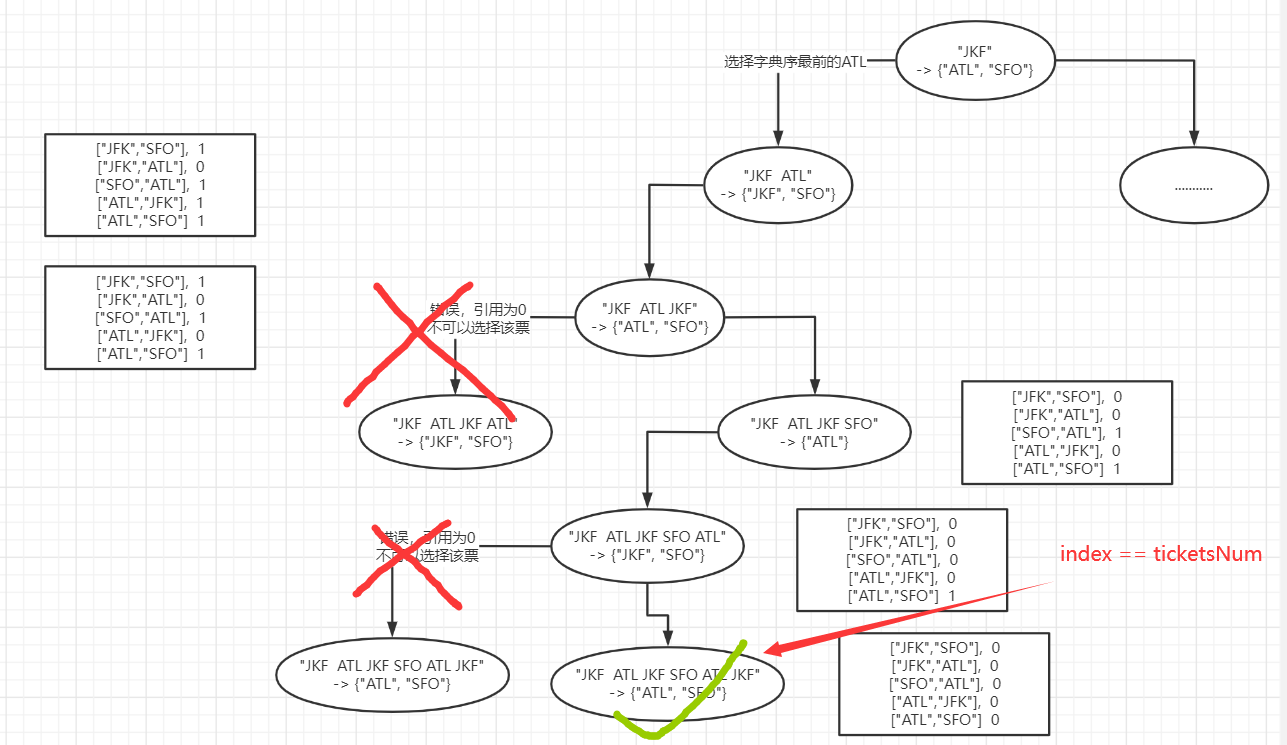 "JKF"
-> {"ATL", "SFO"}
选择字典序最前的ATL
["JFK","SFO"], 1
["JFK","ATL"], 0
["SFO","ATL"], 1
["ATL","JFK"], 1
["ATL","SFO"] 1
"JKF ATL"
-> {"JKF", "SFO"}
...........
["JFK","SFO"], 1
["JFK","ATL"], 0
["SFO","ATL"], 1
["ATL","JFK"], 0
["ATL","SFO"] 1
错误，引用为0
不可以选择该票
"JKF ATL JKF"
-> {"ATL", "SFO"}
"JKF ATL JKF ATL"
-> {"JKF", "SFO"}
"JKF ATL JKF SFO"
-> {"ATL"}
["JFK","SFO"], 0
["JFK","ATL"], 0
["SFO","ATL"], 1
["ATL","JFK"], 0
["ATL","SFO"] 1
错误，引用为0
不可以选择该票
"JKF ATL JKF SFO ATL"
-> {"JKF", "SFO"}
["JFK","SFO"], 0
["JFK","ATL"], 0
["SFO","ATL"], 0
["ATL","JFK"], 0
["ATL","SFO"] 1
index == ticketsNum
"JKF ATL JKF SFO ATL JKF"
-> {"ATL", "SFO"}
"JKF ATL JKF SFO ATL JKF"
-> {"ATL", "SFO"}
["JFK","SFO"], 0
["JFK","ATL"], 0
["SFO","ATL"], 0
["ATL","JFK"], 0
["ATL","SFO"] 0